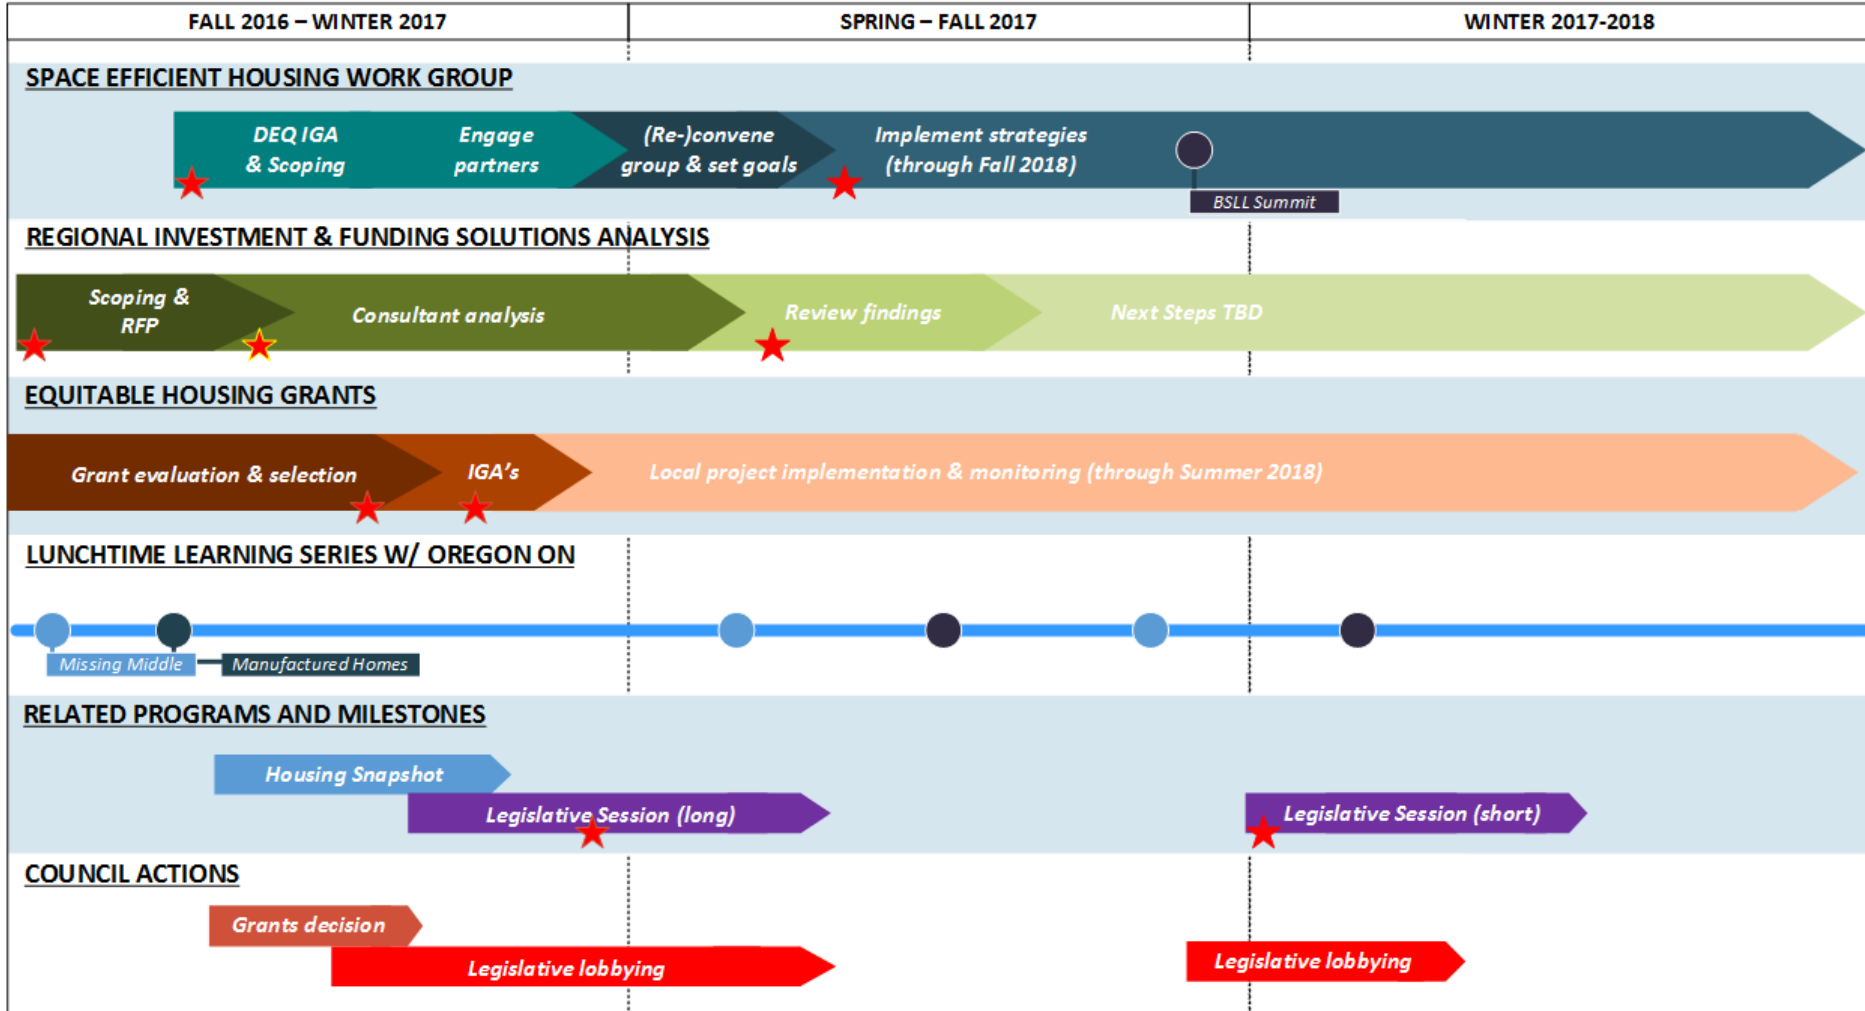 FALL 2016 – WINTER 2017
SPRING – FALL 2017
WINTER 2017-2018
SPACE EFFICIENT HOUSING WORK GROUP
DEQ IGA
& Scoping
Engage
partners
(Re-)convene
group & set goals
Implement strategies
(through Fall 2018)
BSLL Summit
REGIONAL INVESTMENT & FUNDING SOLUTIONS ANALYSIS
Scoping &
RFP
Consultant analysis
Review findings
Next Steps TBD
EQUITABLE HOUSING GRANTS
Grant evaluation & selection
IGA's
Local project implementation & monitoring (through Summer 2018)
LUNCHTIME LEARNING SERIES W/ OREGON ON
Missing Middle
Manufactured Homes
RELATED PROGRAMS AND MILESTONES
Housing Snapshot
Legislative Session (long)
Legislative Session (short)
COUNCIL ACTIONS
Grants decision
Legislative lobbying
Legislative lobbying